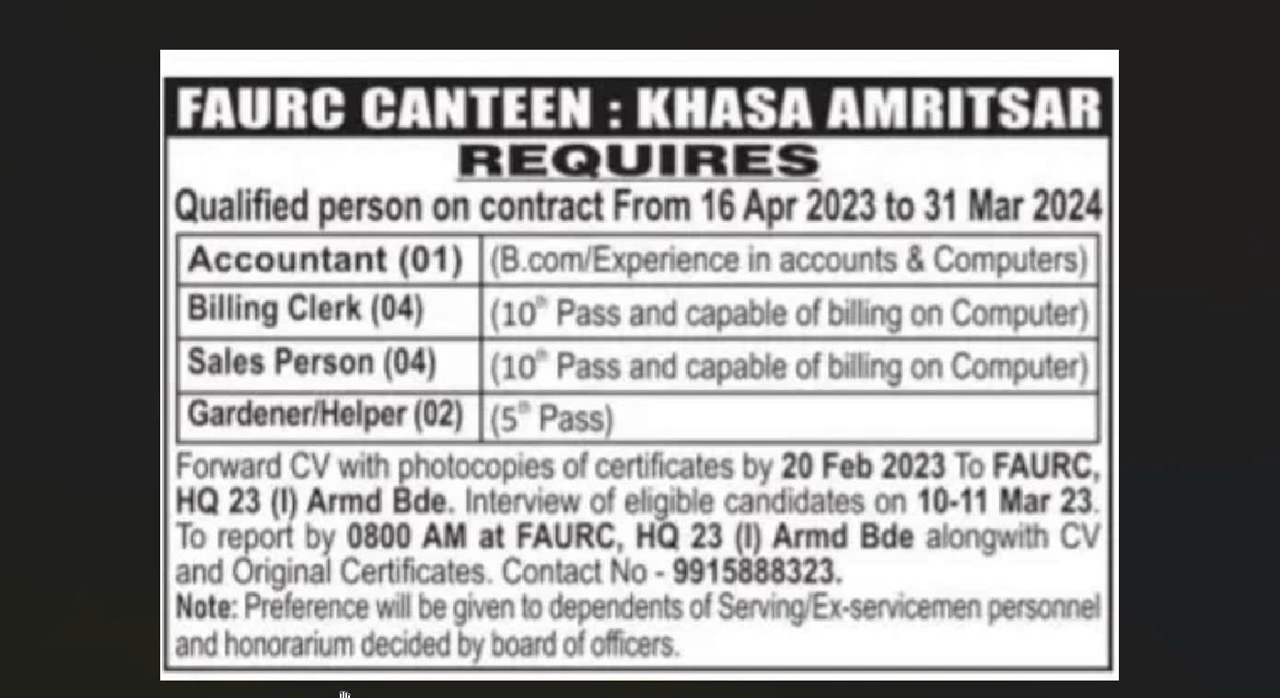 FAURC CANTEEN : KHASA AMRITSAR
REQUIRES
Qualified person on contract From 16 Apr 2023 to 31 Mar 2024
Accountant (01) (B.com/Experience in accounts & Computers)
Billing Clerk (04) (10th Pass and capable of billing on Computer)
Sales Person (04) (10th Pass and capable of billing on Computer)
Gardener/Helper (02) (5th Pass)
Forward CV with photocopies of certificates by 20 Feb 2023 To FAURC,
HQ 23 (I) Armd Bde. Interview of eligible candidates on 10-11 Mar 23.
To report by 0800 AM at FAURC, HQ 23 (I) Armd Bde alongwith CV
and Original Certificates. Contact No - 9915888323.
Note: Preference will be given to dependents of Serving/Ex-servicemen personnel
and honorarium decided by board of officers.